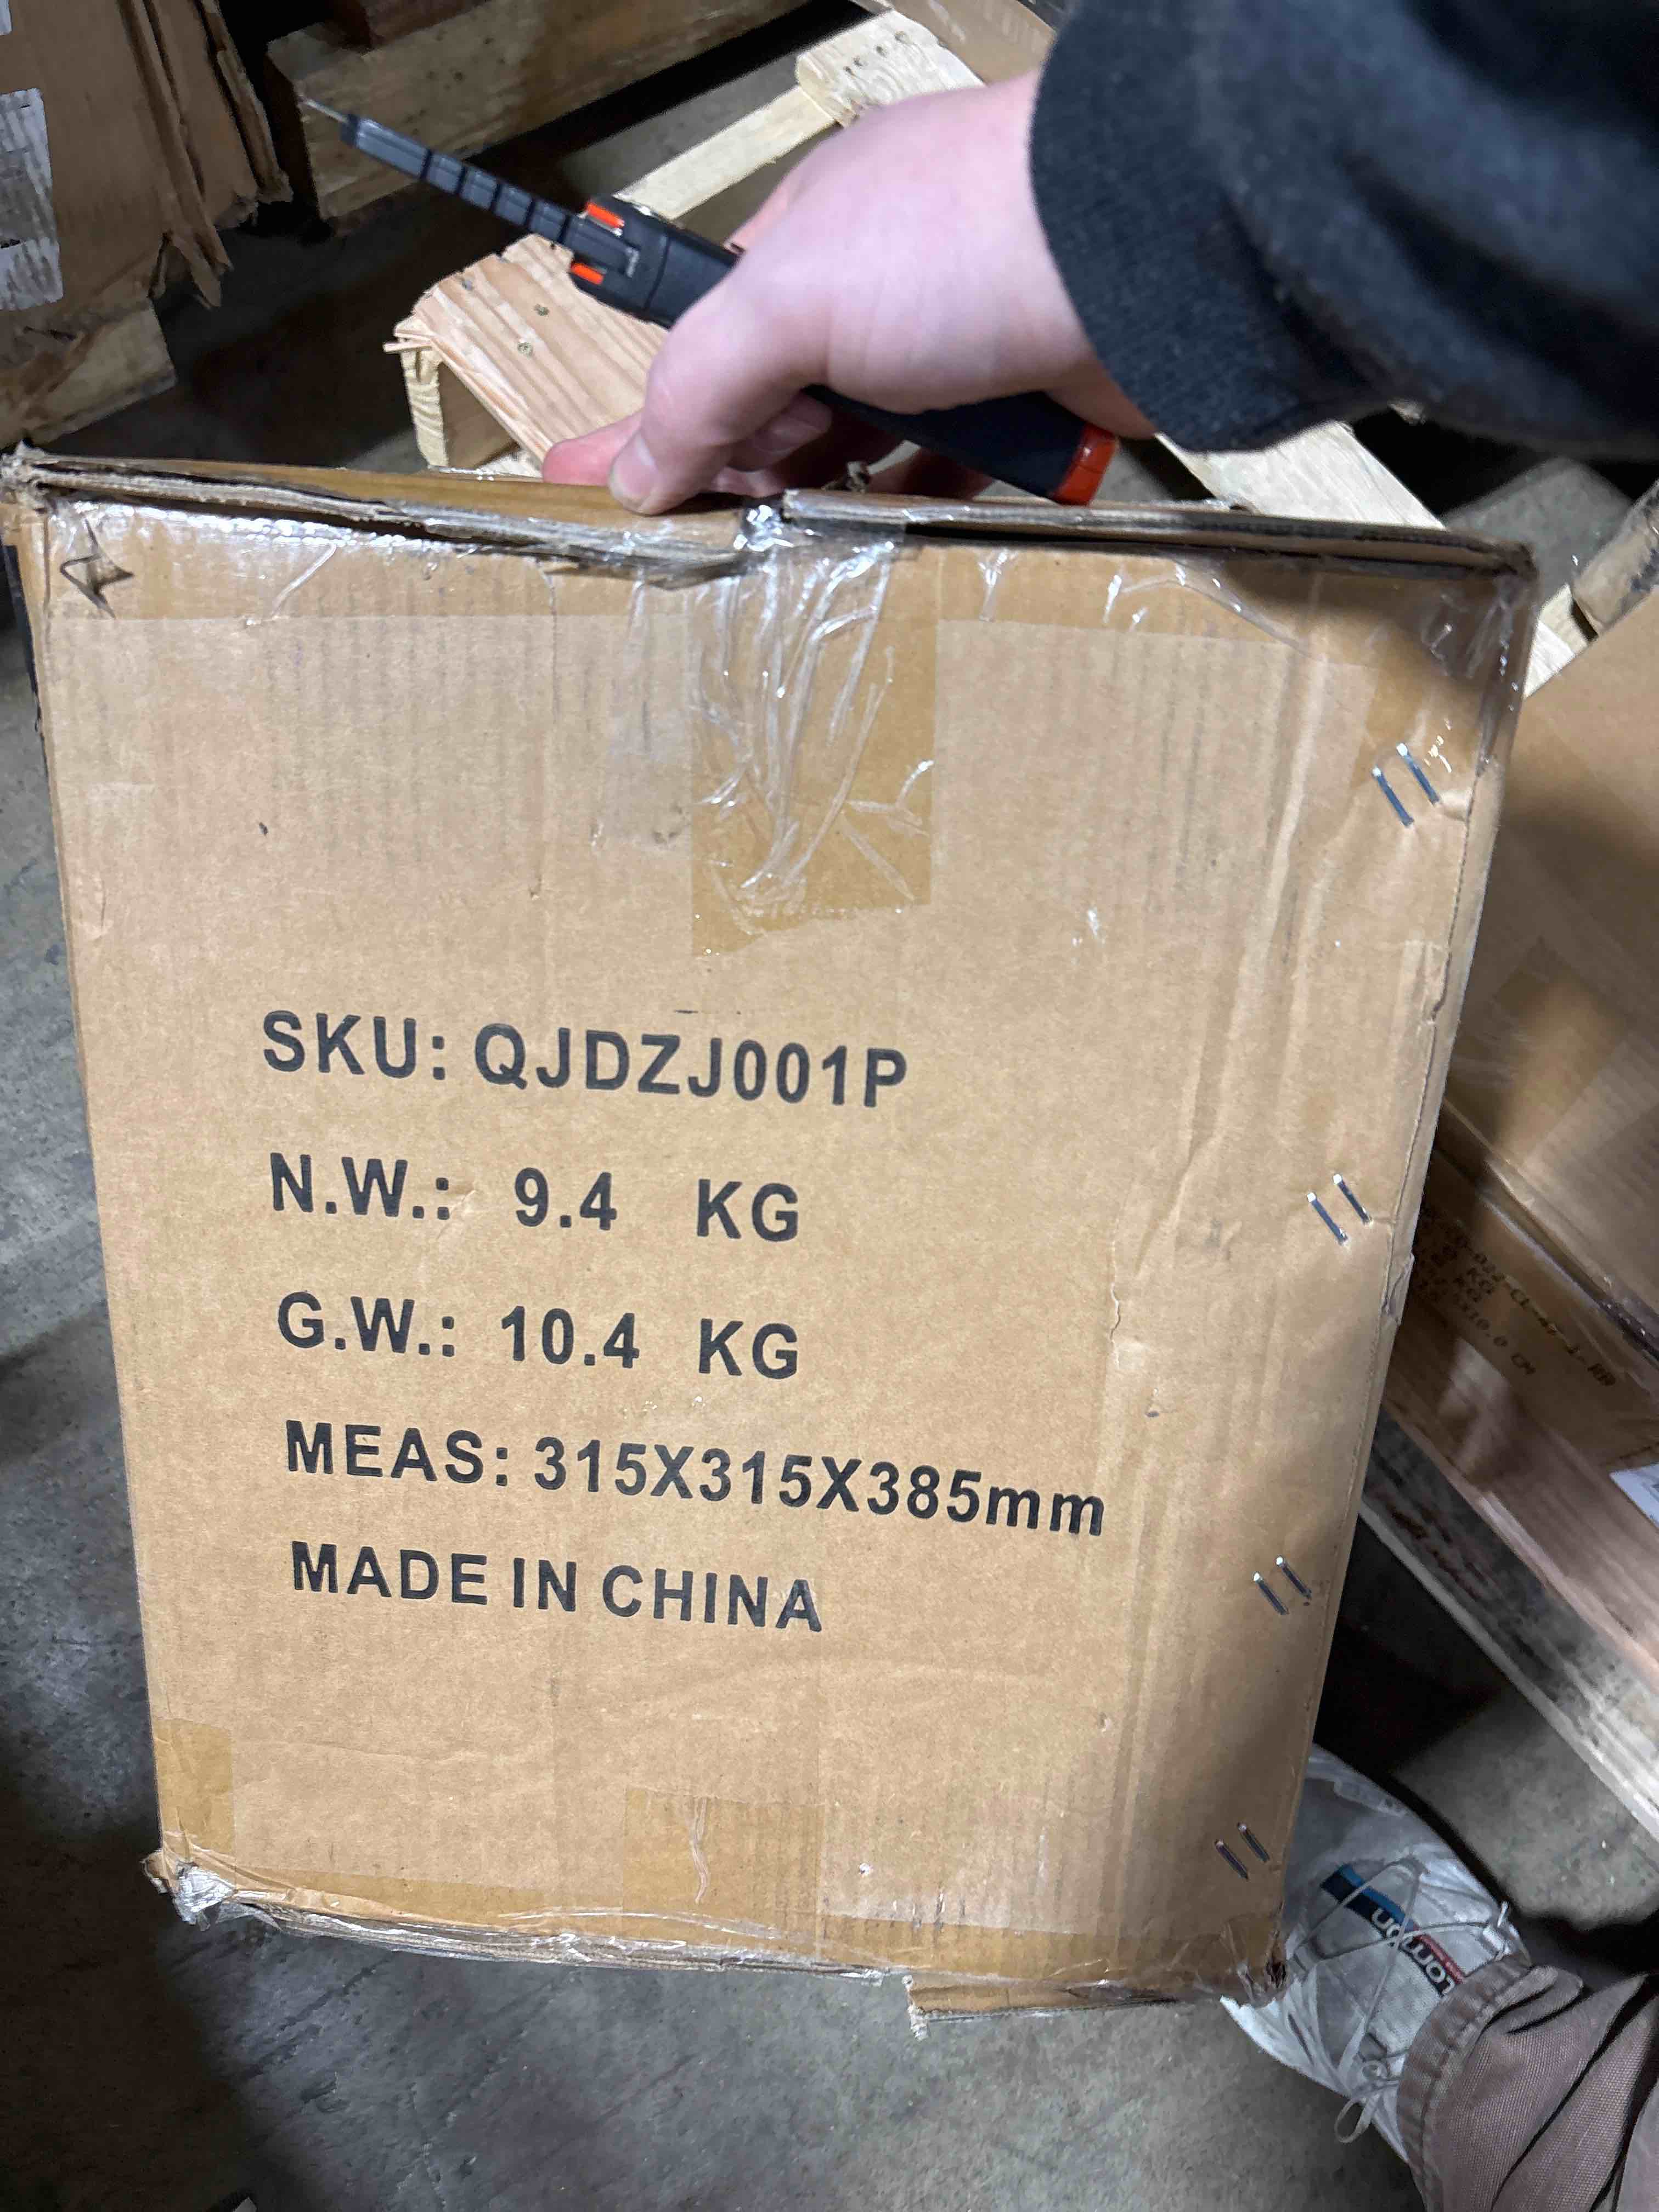 SKU: QJDZJ001P
N.W.: 9.4 KG
G.W.: 10.4 KG
MEAS: 315X315X385mm
MADE IN CHINA